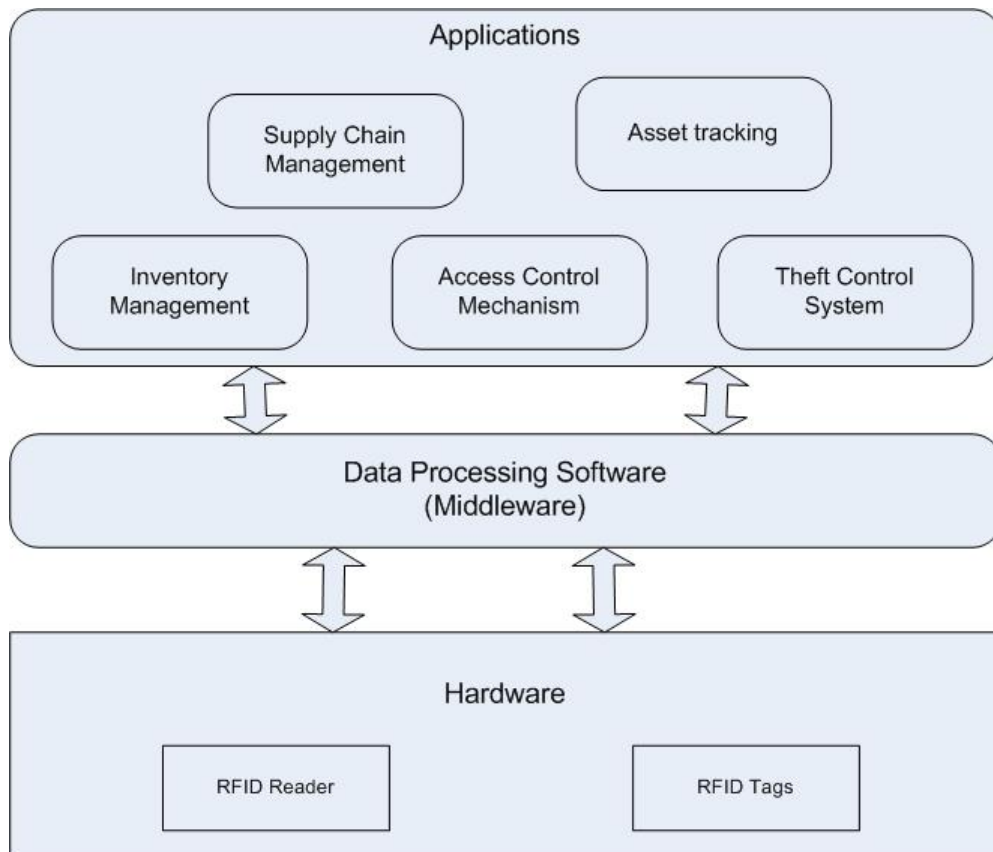 Applications
Supply Chain
Management
Asset tracking
Inventory
Management
Access Control
Mechanism
Theft Control
System
Data Processing Software
(Middleware)
Hardware
RFID Reader
RFID Tags